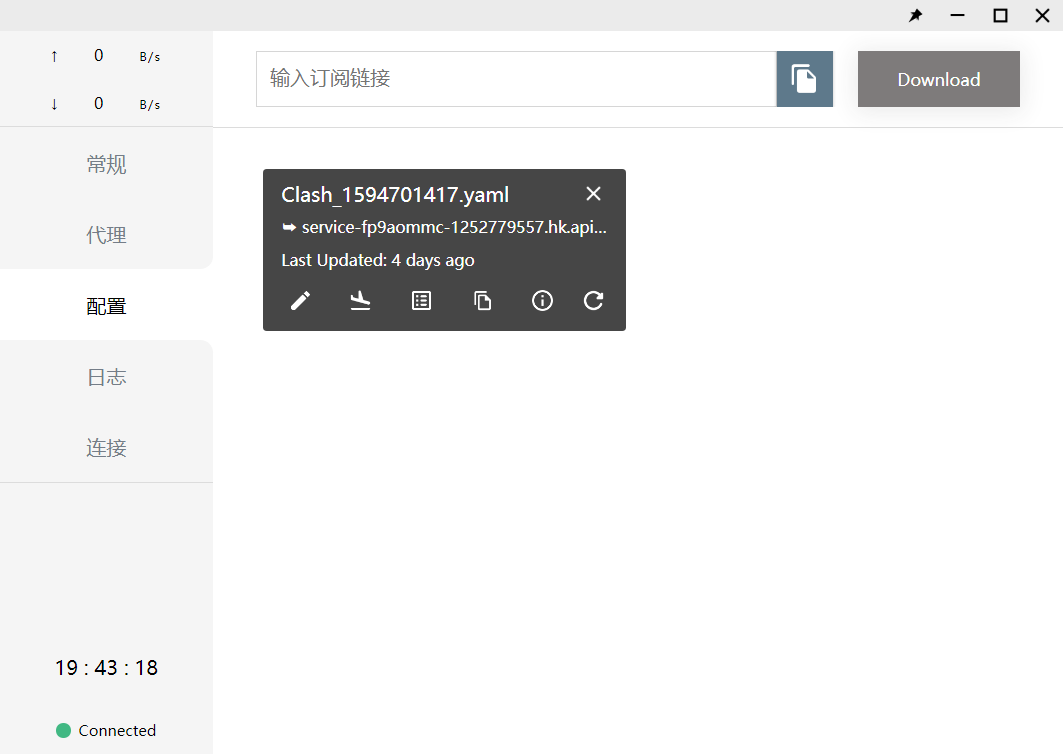 ↑ 0 B/s
↓ 0 B/s
常规
代理
配置
日志
连接
19 : 43 : 18
Connected
输入订阅链接
Download
Clash_1594701417.yaml
service-fp9aommc-1252779557.hk.api...
Last Updated: 4 days ago